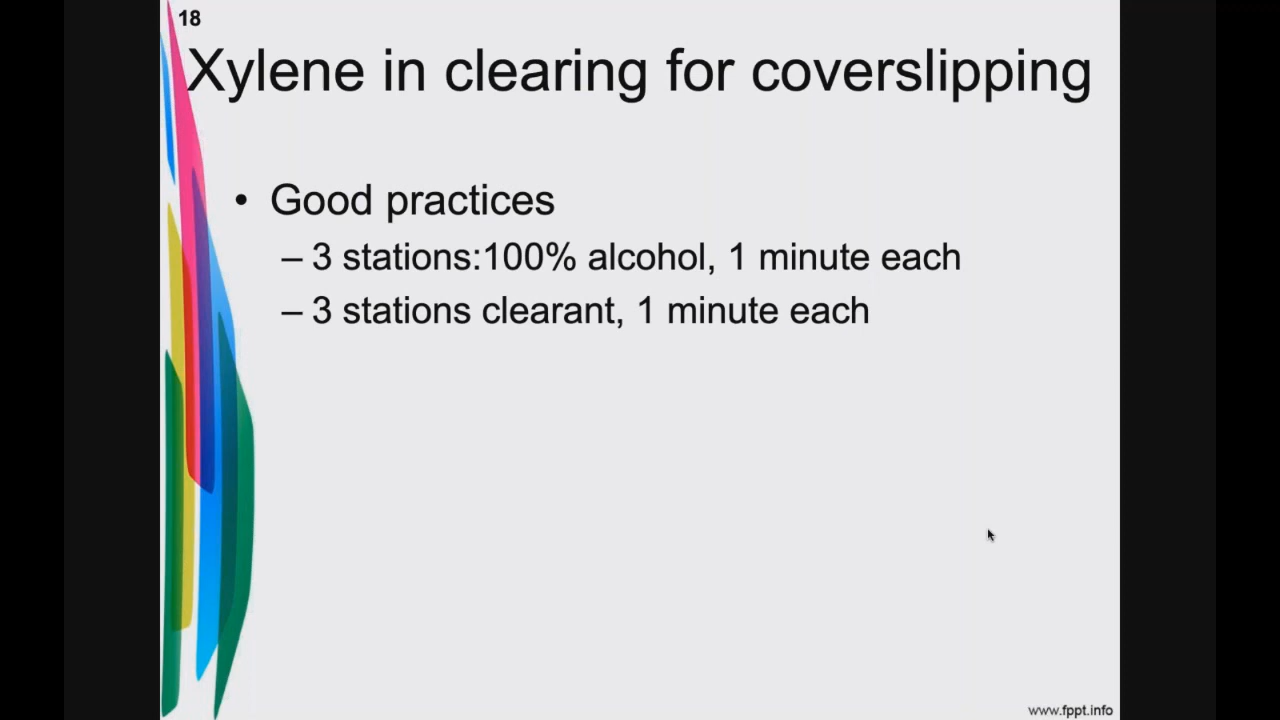 18
Xylene in clearing for coverslipping
• Good practices
– 3 stations:100% alcohol, 1 minute each
– 3 stations clearant, 1 minute each
www.fppt.info